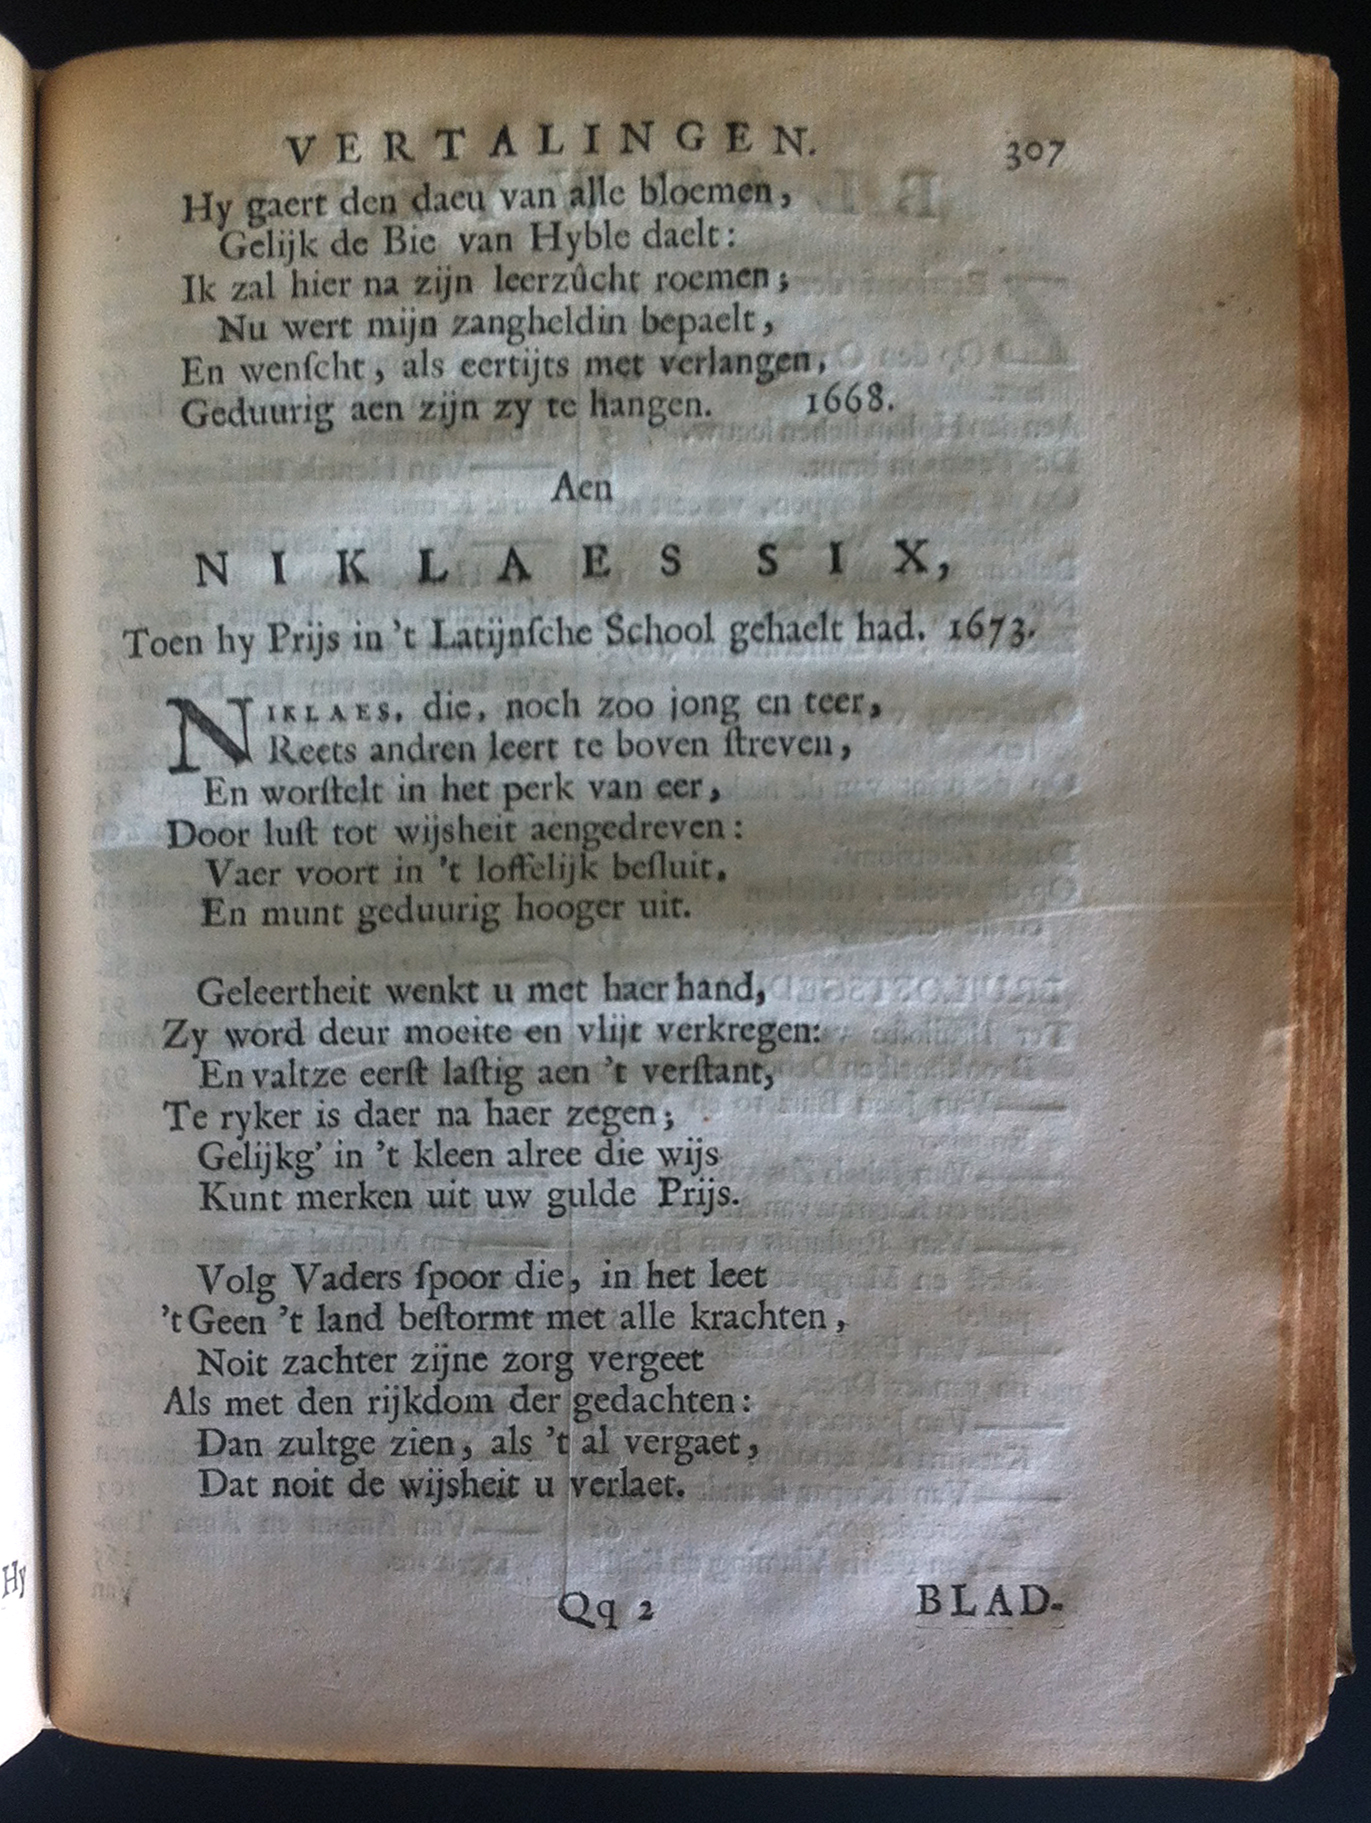 VERTALINGEN. 307
Hy gaert den daeu van alle bloemen,
Gelijk de Bie van Hyble daelt:
Ik zal hier na zijn leerzûcht roemen;
Nu wert mijn zangheldin bepaelt,
En wenſcht, als eertijts met verlangen,
Geduurig aen zijn zy te hangen. 1668.
Aen
NIKLAES SIX,
Toen hy Prijs in 't Latijnſche School gehaelt had. 1673.
NIKLAES, die, noch zoo jong en teer,
Reets andren leert te boven ſtreven,
En worſtelt in het perk van eer,
Door luſt tot wijsheit aengedreven:
Vaer voort in 't loffelijk beſluit,
En munt geduurig hooger uit.
Geleertheit wenkt u met haer hand,
Zy word deur moeite en vlijt verkregen:
En valtze eerſt laſtig aen 't verſtant,
Te ryker is daer na haer zegen;
Gelijkg' in 't kleen alree die wijs
Kunt merken uit uw gulde Prijs.
Volg Vaders ſpoor die, in het leet
't Geen 't land beſtormt met alle krachten,
Noit zachter zijne zorg vergeet
Als met den rijkdom der gedachten:
Dan zultge zien, als 't al vergaet,
Dat noit de wijsheit u verlaet.
Hy
Qq 2 BLAD-